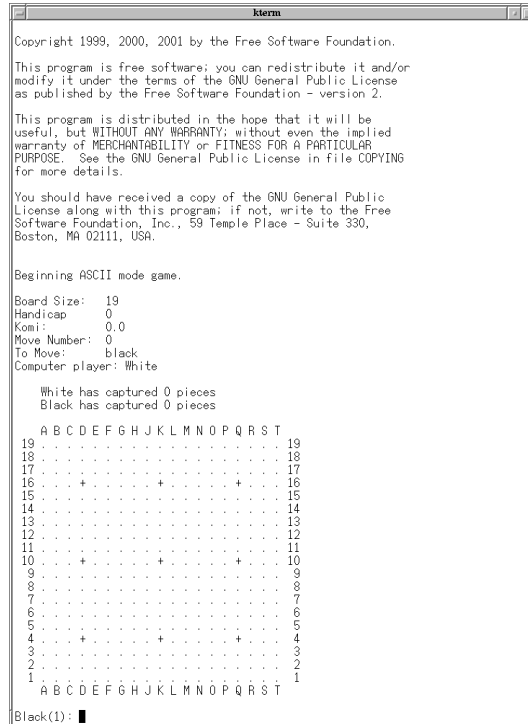 kterm
Copyright 1999, 2000, 2001 by the Free Software Foundation.
This program is free software; you can redistribute it and/or
modify it under the terms of the GNU General Public License
as published by the Free Software Foundation - version 2.
This program is distributed in the hope that it will be
useful, but WITHOUT ANY WARRANTY; without even the implied
warranty of MERCHANTABILITY or FITNESS FOR A PARTICULAR
PURPOSE.  See the GNU General Public License in file COPYING
for more details.
You should have received a copy of the GNU General Public
License along with this program; if not, write to the Free
Software Foundation, Inc., 59 Temple Place - Suite 330,
Boston, MA 02111, USA.
Beginning ASCII mode game.
Board Size:   19
Handicap      0
Komi:         0.0
Move Number:  0
To Move:      black
Computer player: White
White has captured 0 pieces
Black has captured 0 pieces
A B C D E F G H J K L M N O P Q R S T
19 . . . . . . . . . . . . . . . . . . . 19
18 . . . . . . . . . . . . . . . . . . . 18
17 . . . . . . . . . . . . . . . . . . . 17
16 . . . + . . . . . + . . . . . + . . . 16
15 . . . . . . . . . . . . . . . . . . . 15
14 . . . . . . . . . . . . . . . . . . . 14
13 . . . . . . . . . . . . . . . . . . . 13
12 . . . . . . . . . . . . . . . . . . . 12
11 . . . . . . . . . . . . . . . . . . . 11
10 . . . + . . . . . + . . . . . + . . . 10
9 . . . . . . . . . . . . . . . . . . . 9
8 . . . . . . . . . . . . . . . . . . . 8
7 . . . . . . . . . . . . . . . . . . . 7
6 . . . . . . . . . . . . . . . . . . . 6
5 . . . . . . . . . . . . . . . . . . . 5
4 . . . + . . . . . + . . . . . + . . . 4
3 . . . . . . . . . . . . . . . . . . . 3
2 . . . . . . . . . . . . . . . . . . . 2
1 . . . . . . . . . . . . . . . . . . . 1
A B C D E F G H J K L M N O P Q R S T
Black(1):